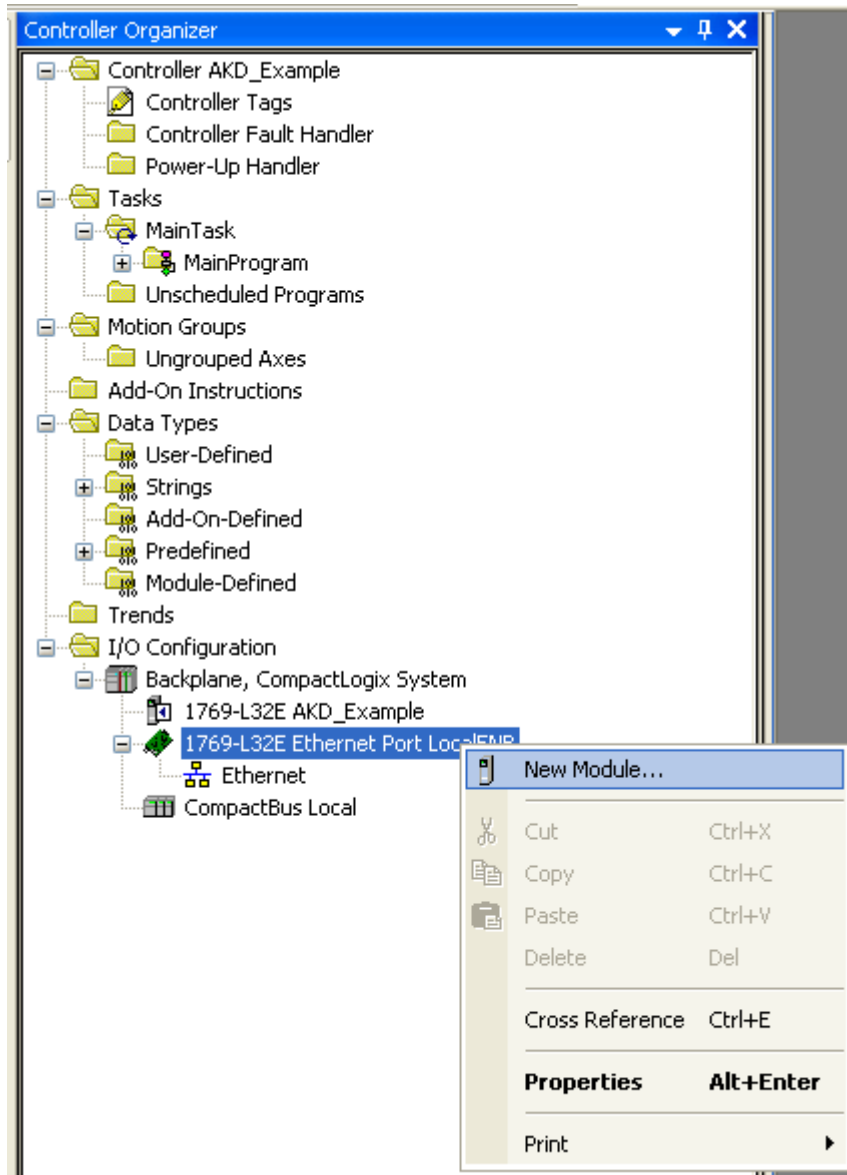 Controller Organizer
Controller AKD_Example
Controller Tags
Controller Fault Handler
Power-Up Handler
Tasks
MainTask
MainProgram
Unscheduled Programs
Motion Groups
Ungrouped Axes
Add-On Instructions
Data Types
User-Defined
Strings
Add-On-Defined
Predefined
Module-Defined
Trends
I/O Configuration
Backplane, CompactLogix System
1769-L32E AKD_Example
1769-L32E Ethernet Port LocalENB
Ethernet
CompactBus Local
New Module...
Cut Ctrl+X
Copy Ctrl+C
Paste Ctrl+V
Delete Del
Cross Reference Ctrl+E
Properties Alt+Enter
Print